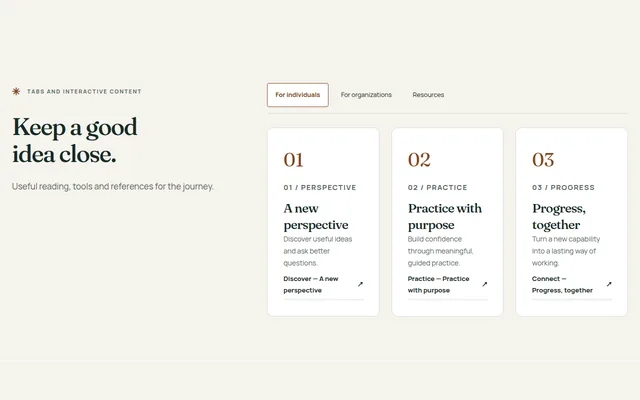 TABS AND INTERACTIVE CONTENT
Keep a good
idea close.
Useful reading, tools and references for the journey.
For individuals
For organizations
Resources
01
01 / PERSPECTIVE
A new
perspective
Discover useful ideas
and ask better
questions.
Discover — A new
perspective
↗
02
02 / PRACTICE
Practice with
purpose
Build confidence
through meaningful,
guided practice.
Practice — Practice
with purpose
↗
03
03 / PROGRESS
Progress,
together
Turn a new capability
into a lasting way of
working.
Connect —
Progress, together
↗